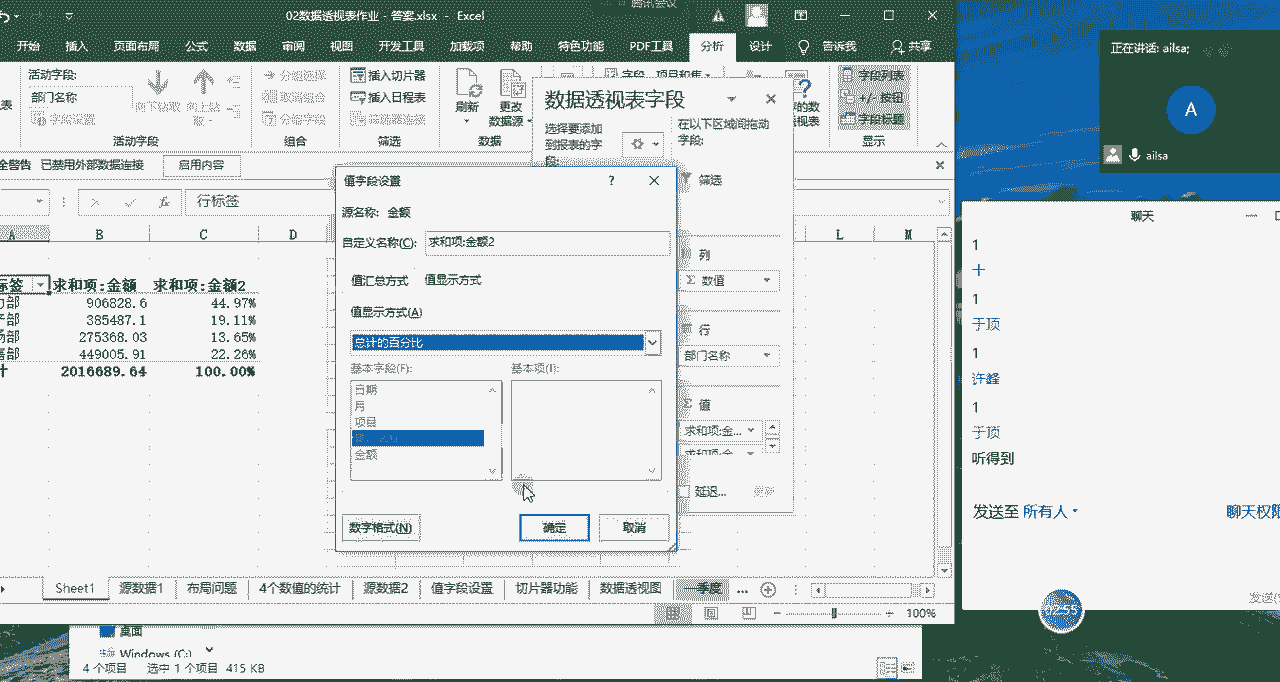 腾讯会议
02数据透视表作业 - 答案.xlsx - Excel
开始 插入 页面布局 公式 数据 审阅 视图 开发工具 加载项 帮助 特色功能 PDF工具 分析 设计 告诉我 共享
活动字段:
部门名称
字段设置
向下钻取 向上钻取
活动字段
分组选择
取消组合
分组字段
组合
插入切片器
插入日程表
筛选器连接
筛选
刷新
更改
数据源
数据
字段、项目和集
字段列表
+/- 按钮
字段标题
显示
已禁用外部数据连接 启用内容
行标签
数据透视表字段
选择要添加
到报表的字
段:
在以下区域间拖动
字段:
筛选
列
Σ 数值
行
部门名称
值
求和项:金...
求和项:金...
延迟...
A B C D L M
标签 求和项:金额 求和项:金额2
906828.6 44.97%
385487.1 19.11%
275368.03 13.65%
449005.91 22.26%
计 2016689.64 100.00%
值字段设置 ?
源名称: 金额
自定义名称(C): 求和项:金额2
值汇总方式 值显示方式
值显示方式(A)
总计的百分比
基本字段(F): 基本项(I):
日期
月
项目
金额
数字格式(N) 确定 取消
Sheet1 源数据1 布局问题 4个数值的统计 源数据2 值字段设置 切片器功能 数据透视图 一季度 ...
100%
桌面
Windows (C:)
4 个项目 选中 1 个项目 415 KB
正在讲话: ailsa;
A
ailsa
聊天
1
十
1
于顶
1
许峰
1
于顶
听得到
发送至 所有人
聊天权限
发送(S
02:55